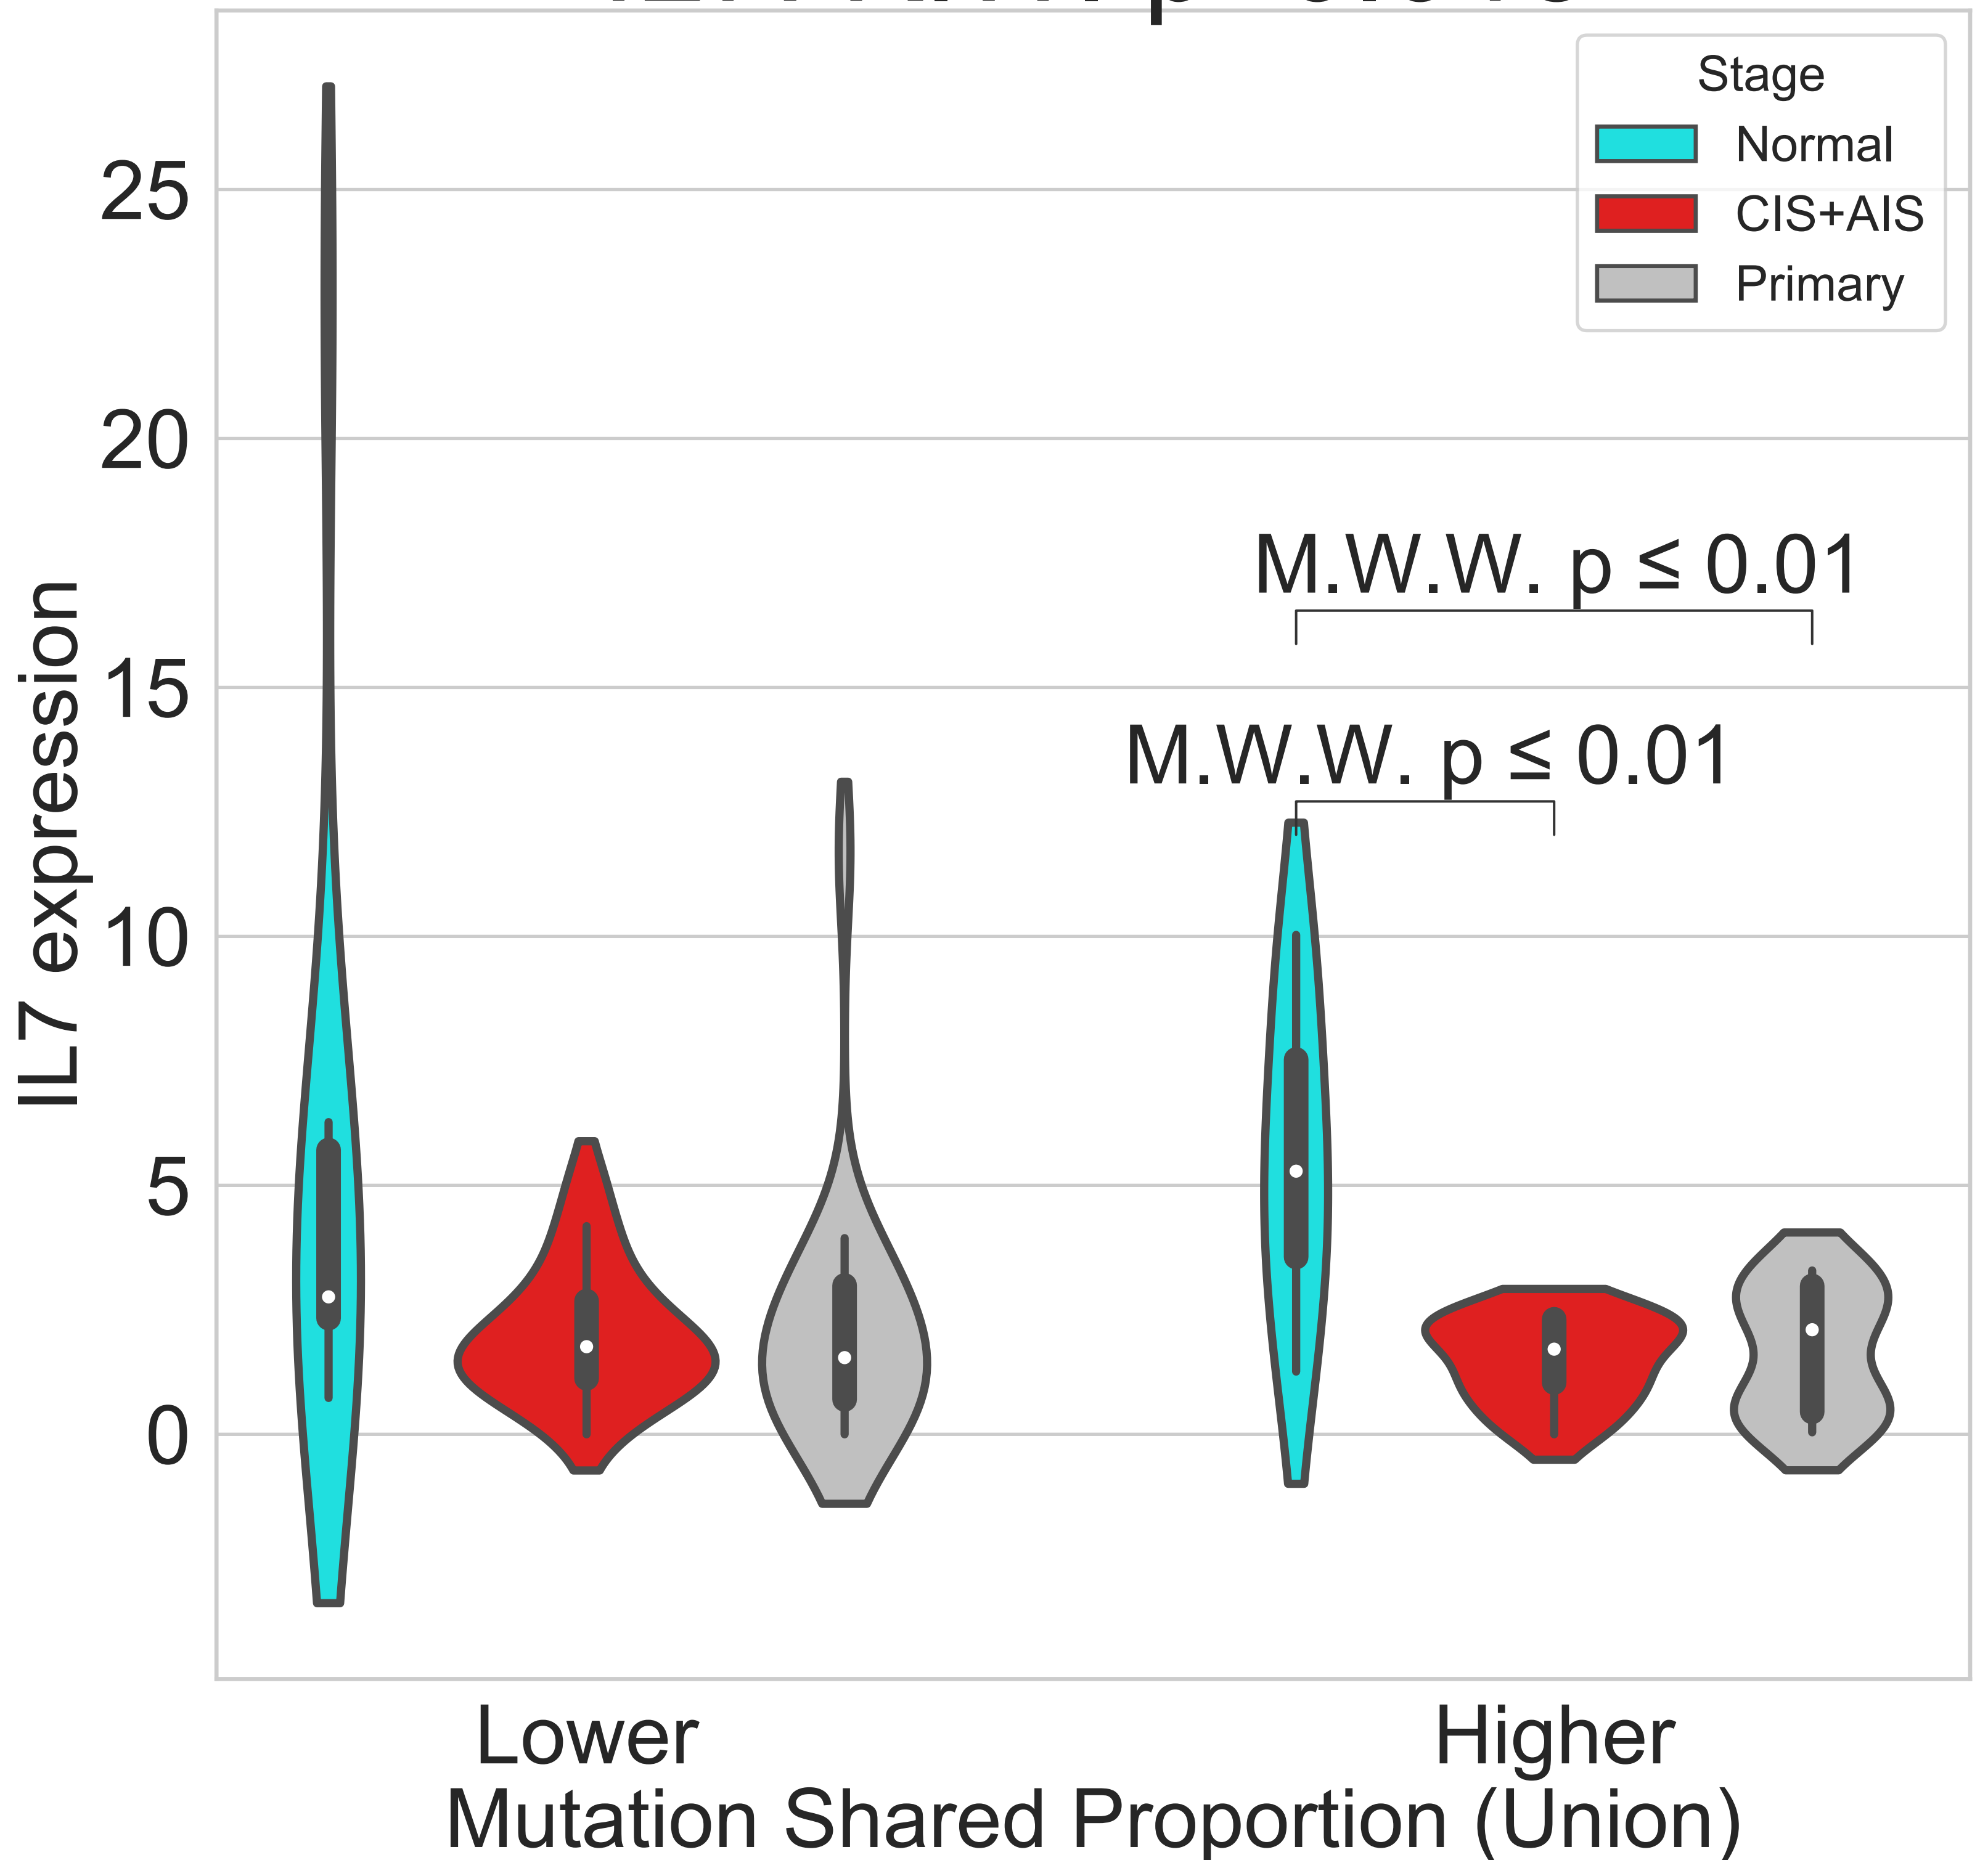 Stage
Normal
CIS+AIS
Primary
25
20
15
10
5
0
IL7 expression
M.W.W. p ≤ 0.01
M.W.W. p ≤ 0.01
Lower
Higher
Mutation Shared Proportion (Union)